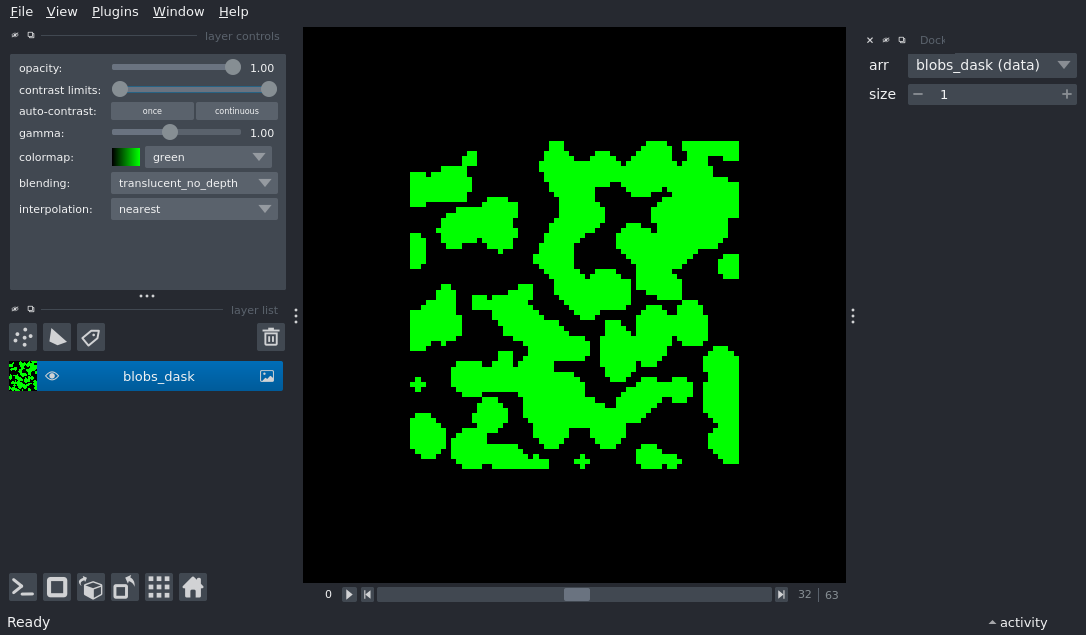 File View Plugins Window Help
layer controls
opacity: 1.00
contrast limits:
auto-contrast: once continuous
gamma: 1.00
colormap: green
blending: translucent_no_depth
interpolation: nearest
layer list
blobs_dask
0 32 63
Dock
arr blobs_dask (data)
size 1
Ready
activity